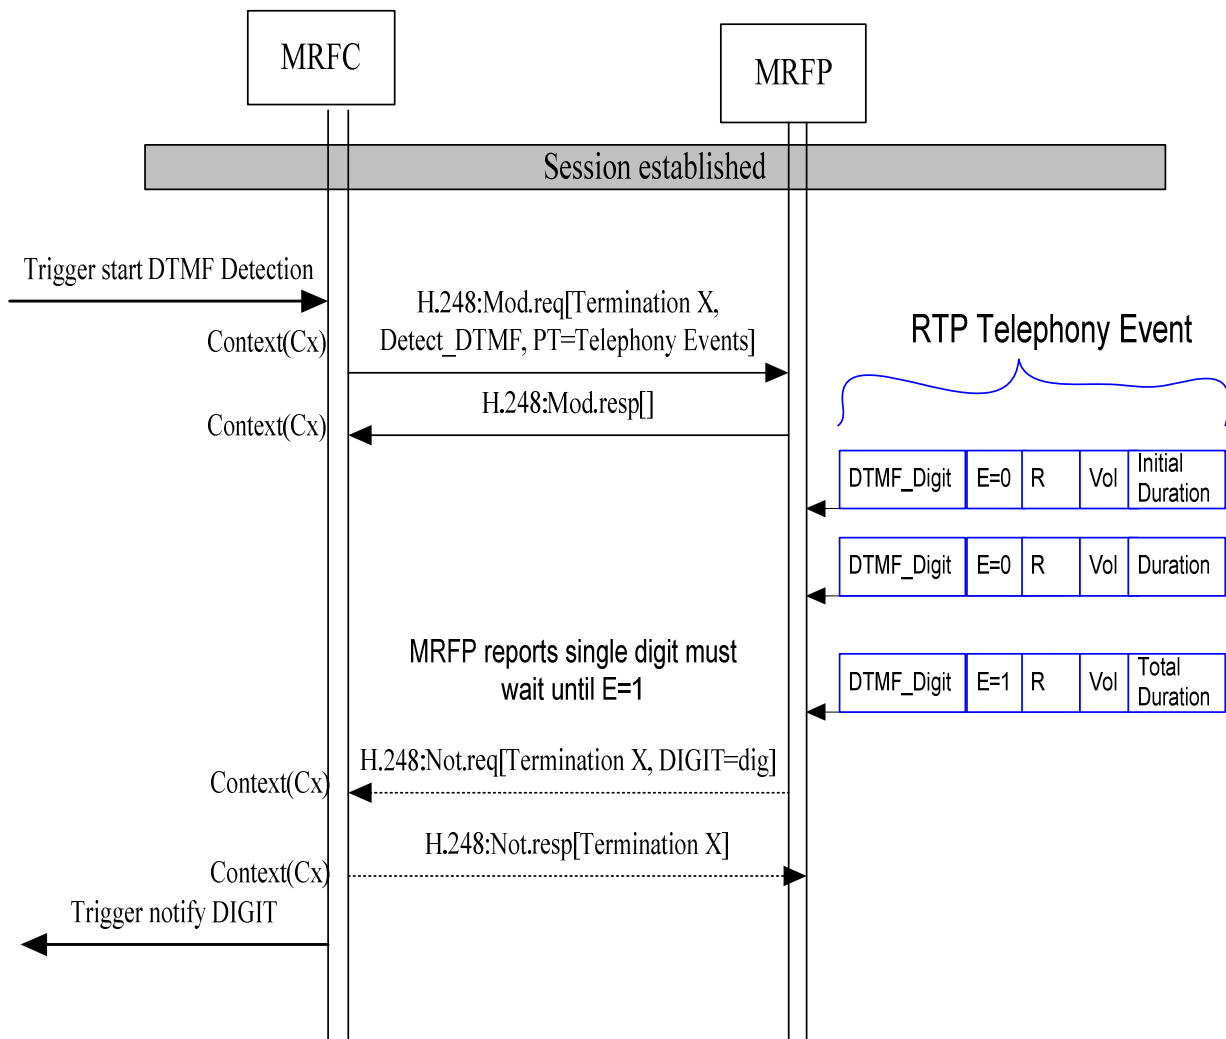 MRFC
MRFP
Session established
Trigger start DTMF Detection
H.248:Mod.req[Termination X,
Detect_DTMF, PT=Telephony Events]
Context(Cx)
RTP Telephony Event
H.248:Mod.resp[]
Context(Cx)
DTMF_Digit E=0 R Vol Initial
Duration
DTMF_Digit E=0 R Vol Duration
MRFP reports single digit must
wait until E=1
DTMF_Digit E=1 R Vol Total
Duration
H.248:Not.req[Termination X, DIGIT=dig]
Context(Cx)
H.248:Not.resp[Termination X]
Context(Cx)
Trigger notify DIGIT